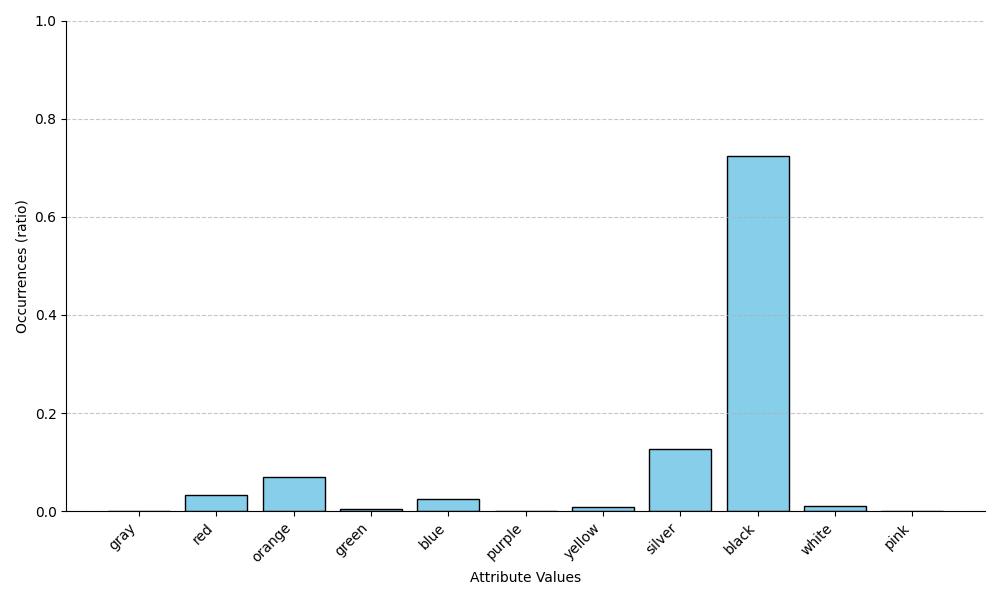 1.0
0.8
0.6
0.4
0.2
0.0
Occurrences (ratio)
gray
red
orange
green
blue
purple
yellow
silver
black
white
pink
Attribute Values